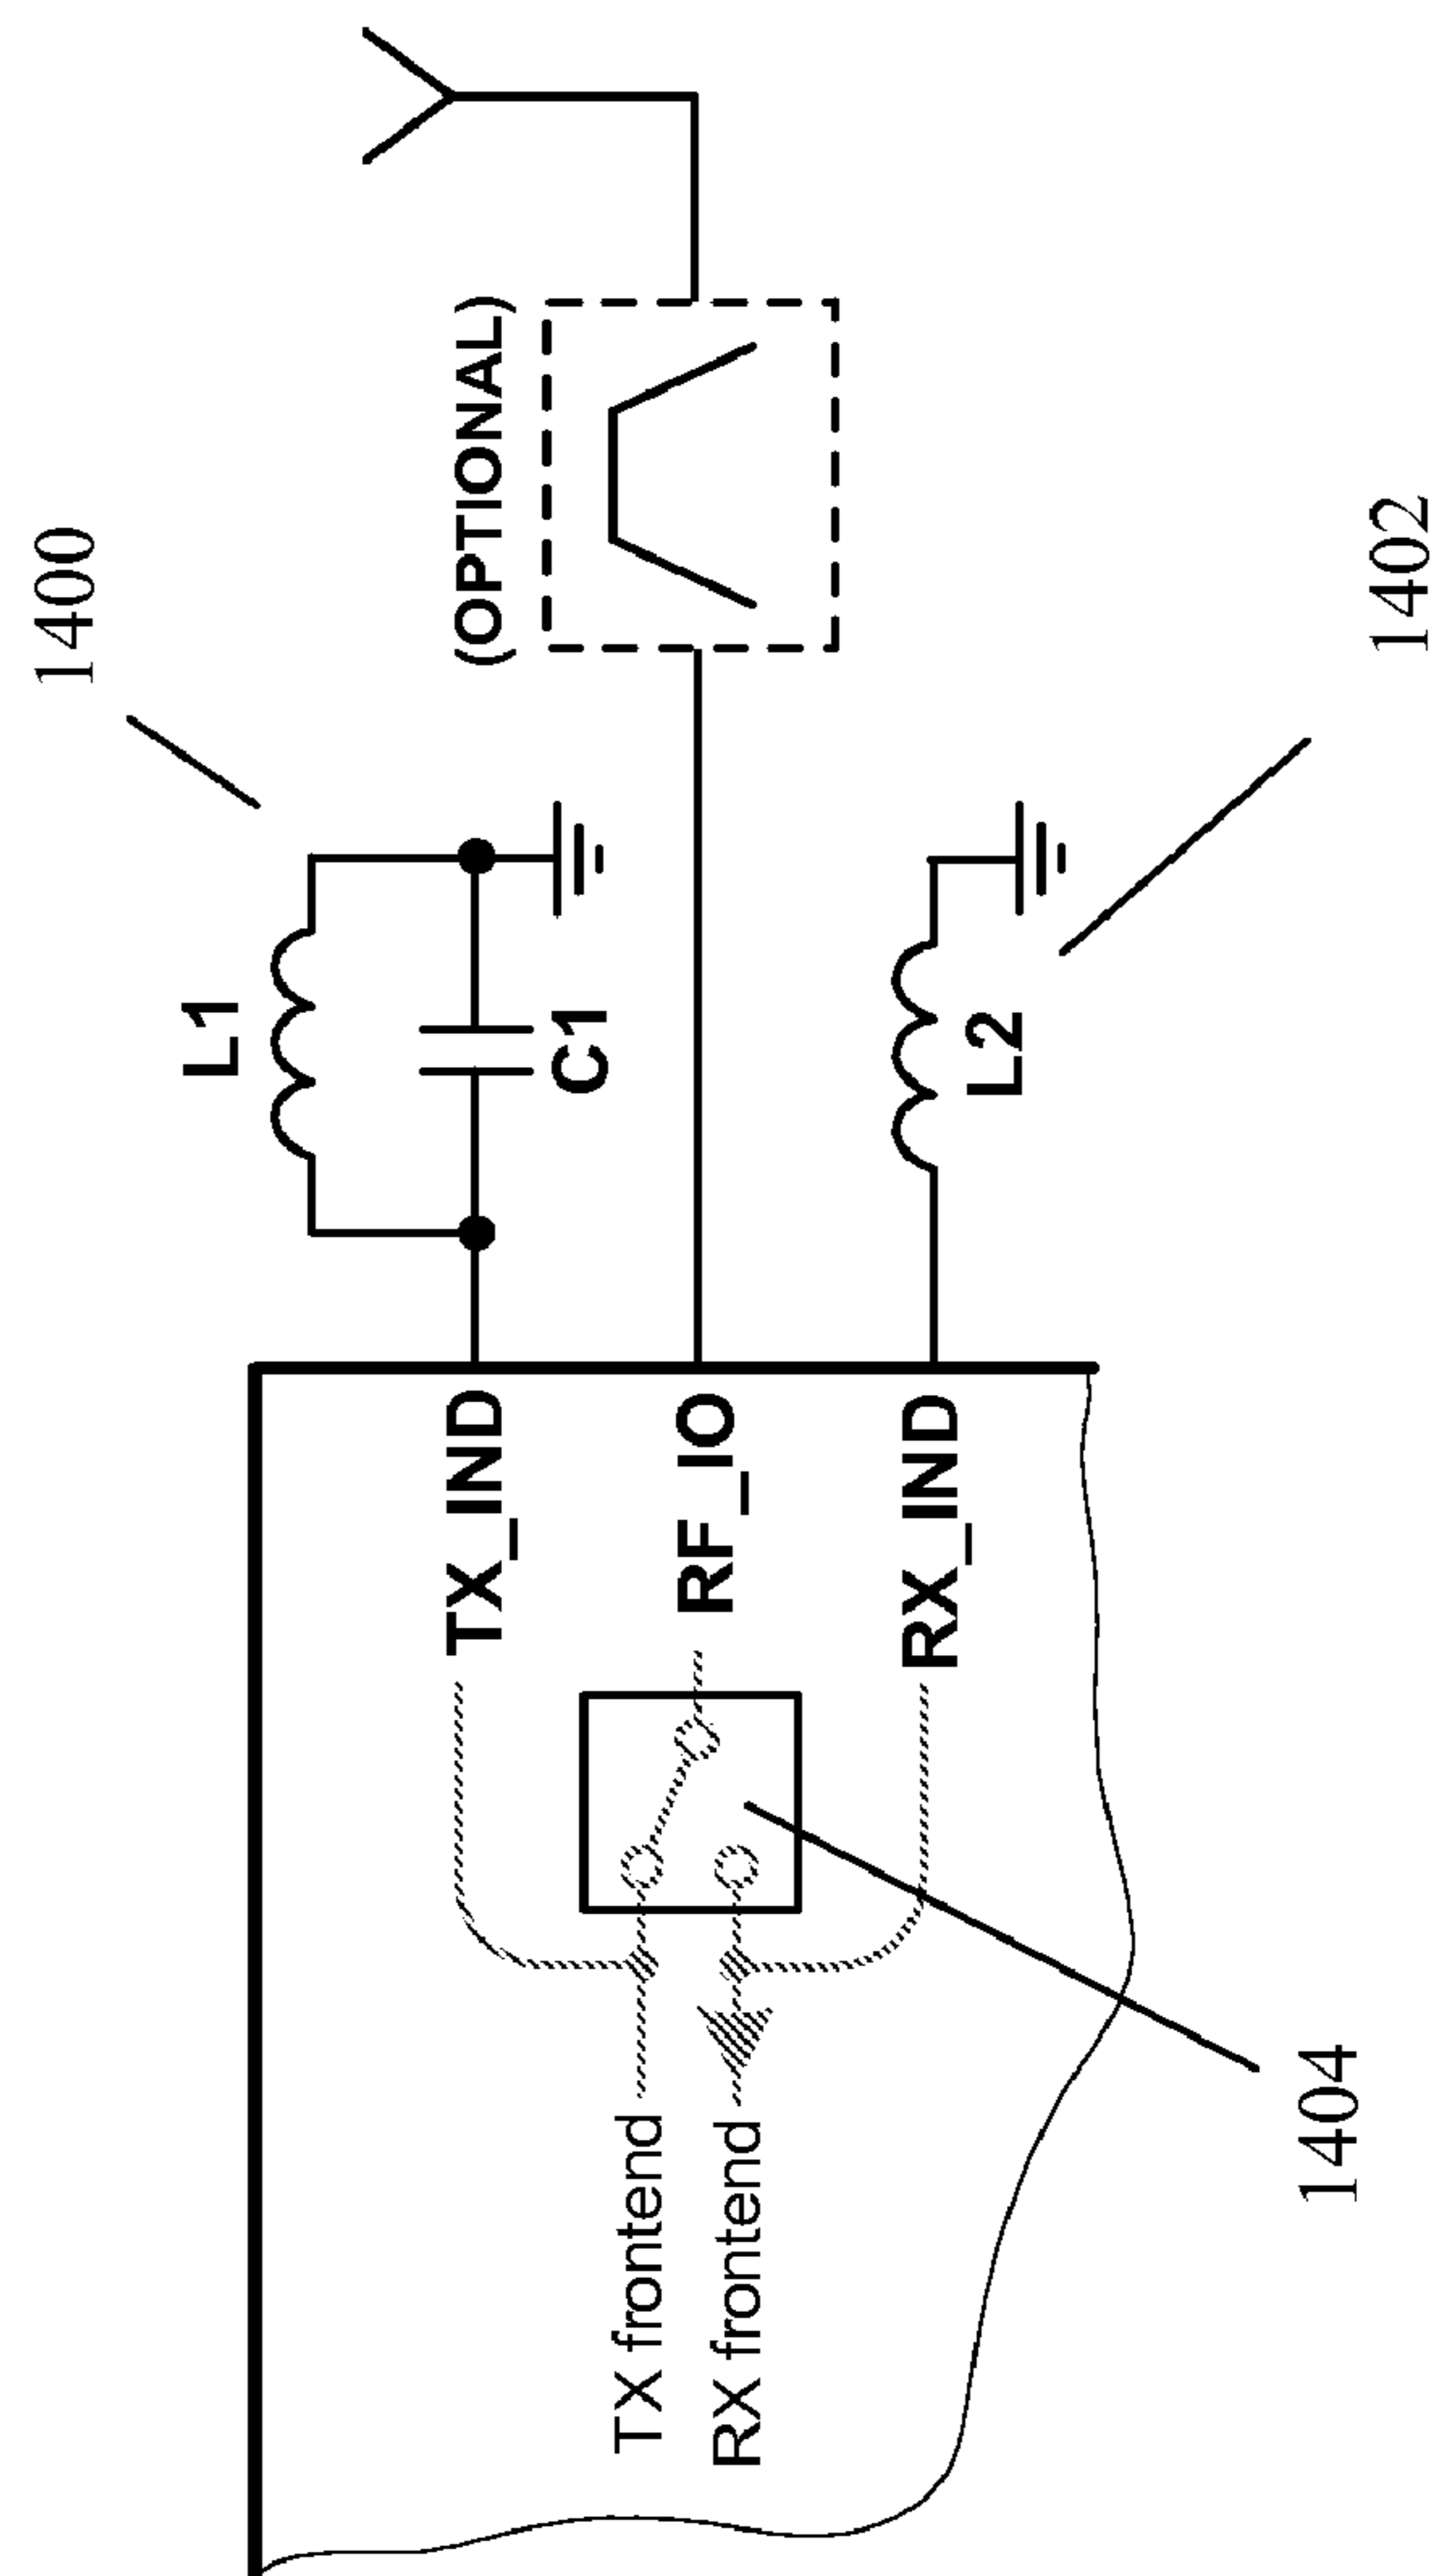 1400
L1
(OPTIONAL)
C1
TX_IND
RF_IO
TX frontend
RX frontend
RX_IND
L2
1404
1402